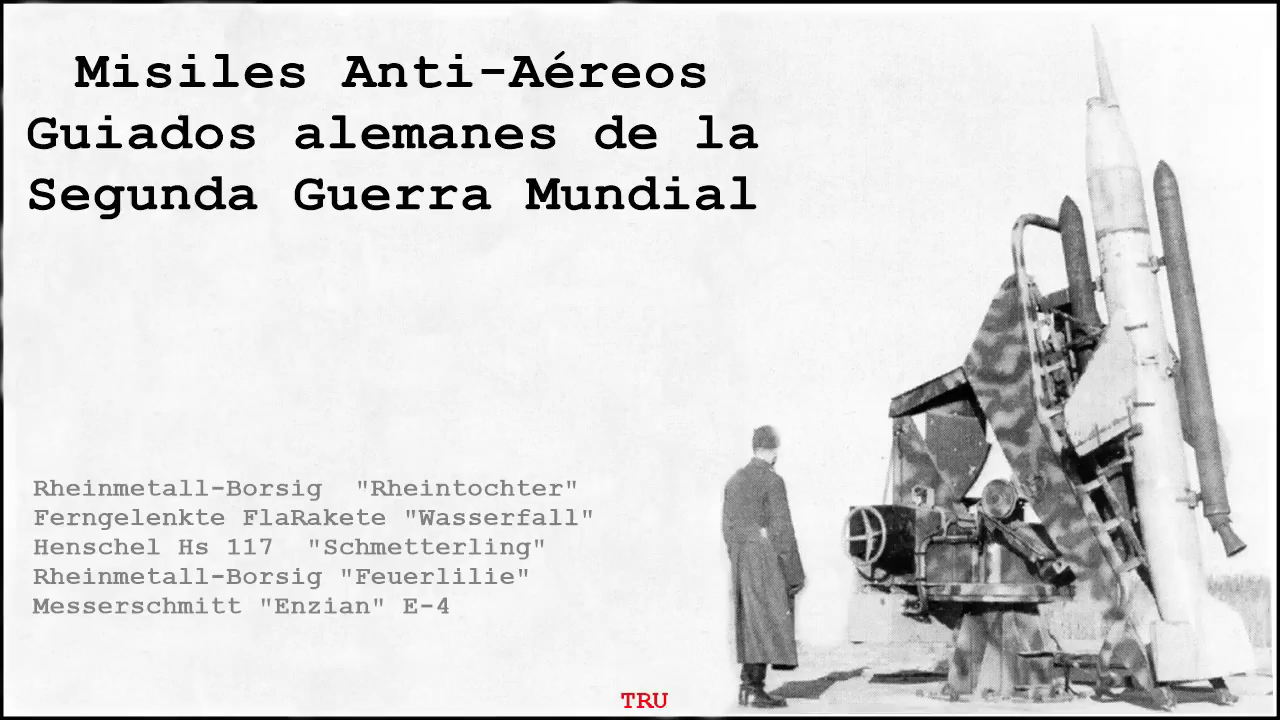 Misiles Anti-Aéreos
Guiados alemanes de la
Segunda Guerra Mundial
Rheinmetall-Borsig "Rheintochter"
Ferngelenkte FlaRakete "Wasserfall"
Henschel Hs 117 "Schmetterling"
Rheinmetall-Borsig "Feuerlilie"
Messerschmitt "Enzian" E-4
TRU